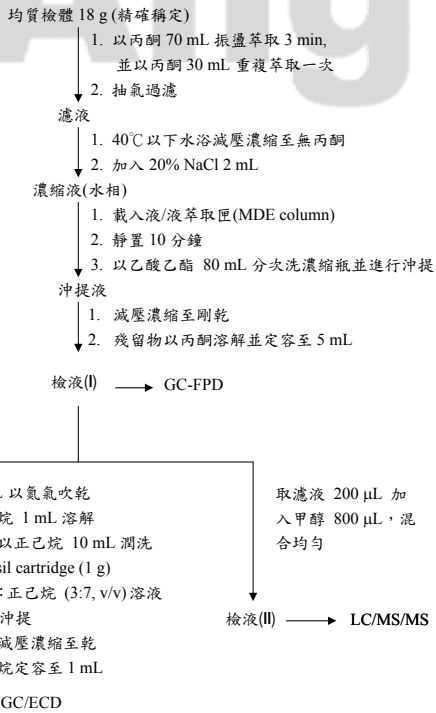 均質檢體 18 g (精確稱定)
1. 以丙酮 70 mL 振盪萃取 3 min,
並以丙酮 30 mL 重複萃取一次
2. 抽氣過濾
濾液
1. 40℃以下水浴減壓濃縮至無丙酮
2. 加入 20% NaCl 2 mL
濃縮液(水相)
1. 載入液/液萃取匣(MDE column)
2. 靜置 10 分鐘
3. 以乙酸乙酯 80 mL 分次洗濃縮瓶並進行沖提
沖提液
1. 減壓濃縮至剛乾
2. 殘留物以丙酮溶解並定容至 5 mL
檢液(I) GC-FPD
L 以氮氣吹乾
烷 1 mL 溶解
以正己烷 10 mL 潤洗
sil cartridge (1 g)
:正己烷 (3:7, v/v)溶液
沖提
減壓濃縮至乾
烷定容至 1 mL
GC/ECD
取濾液 200 μL 加
入甲醇 800 μL，混
合均勻
檢液(II) LC/MS/MS